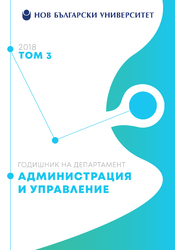 НОВ БЪЛГАРСКИ УНИВЕРСИТЕТ
2018
ТОМ 3
ГОДИШНИК НА ДЕПАРТАМЕНТ
АДМИНИСТРАЦИЯ
И УПРАВЛЕНИЕ